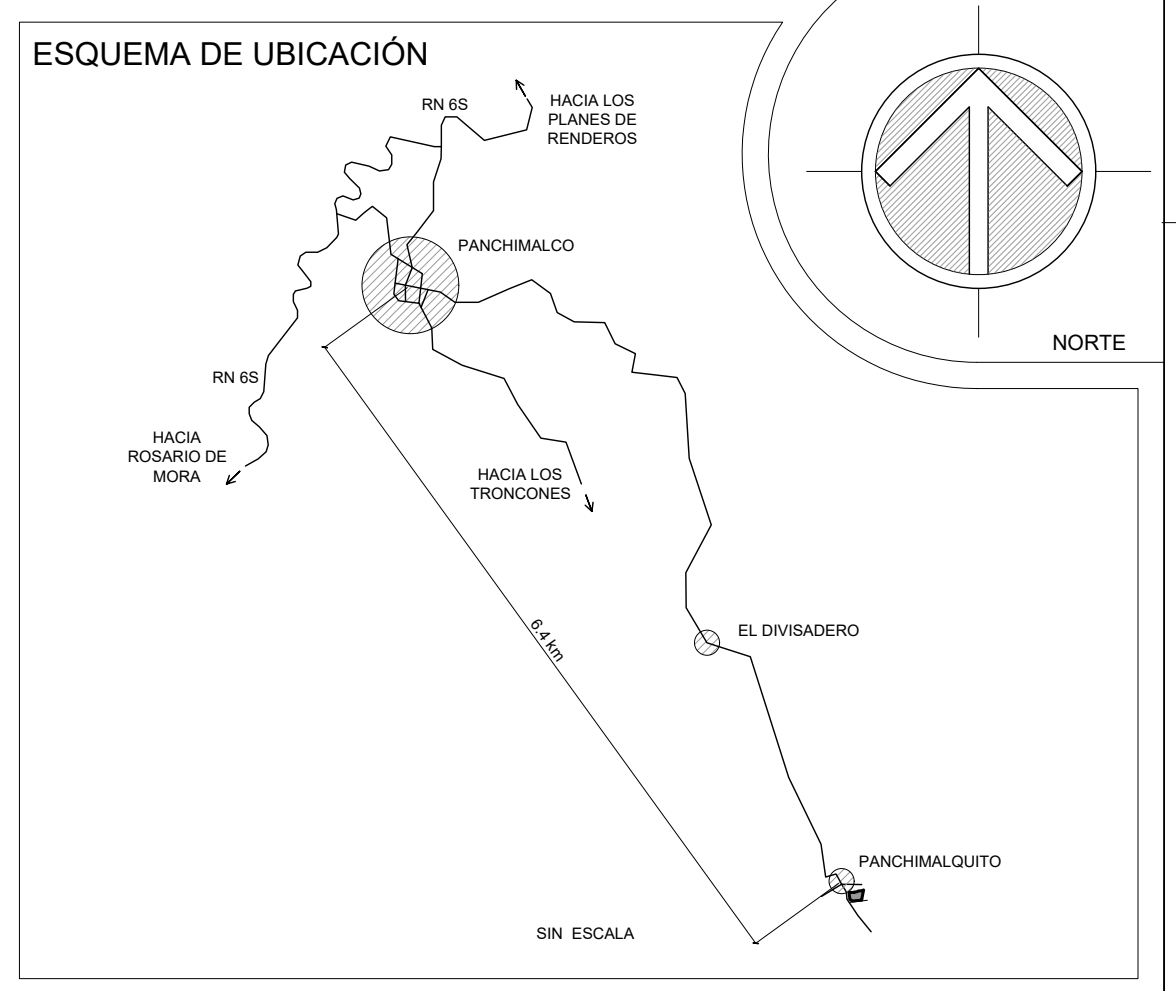 ESQUEMA DE UBICACIÓN
RN 6S
HACIA LOS
PLANES DE
RENDEROS
NORTE
PANCHIMALCO
RN 6S
HACIA
ROSARIO DE
MORA
HACIA LOS
TRONCONES
6.4 km
EL DIVISADERO
PANCHIMALQUITO
SIN ESCALA